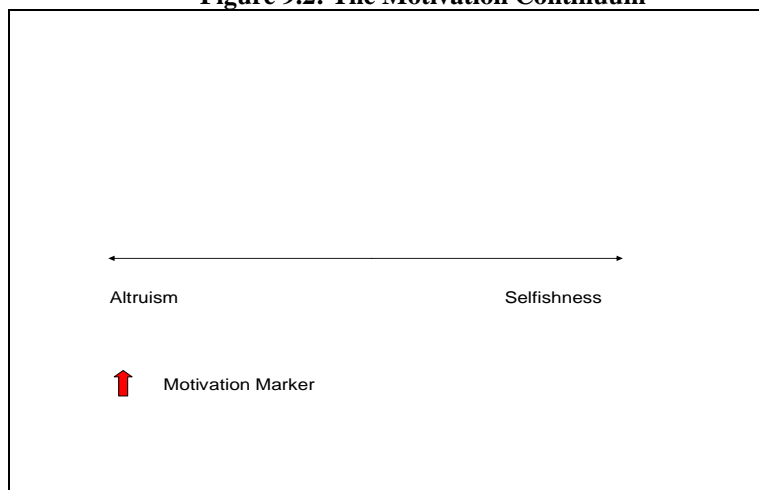 Figure 9.2: The Motivation Continuum
Altruism Selfishness
Motivation Marker